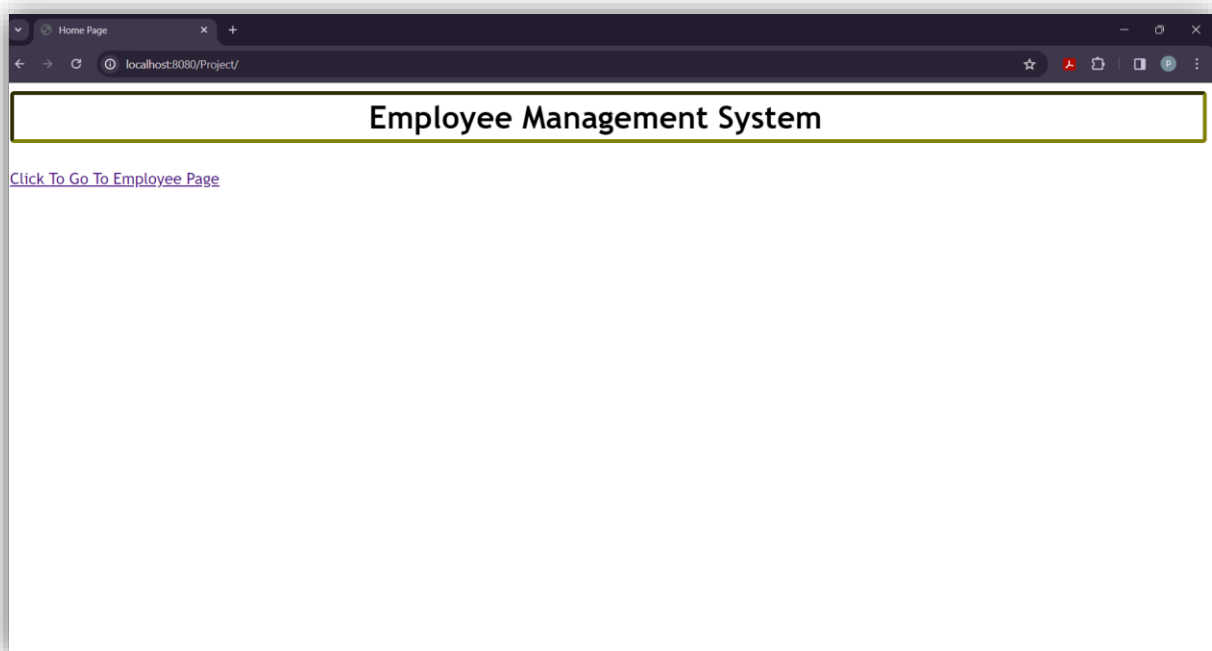 Home Page
localhost:8080/Project/
P
Employee Management System
Click To Go To Employee Page